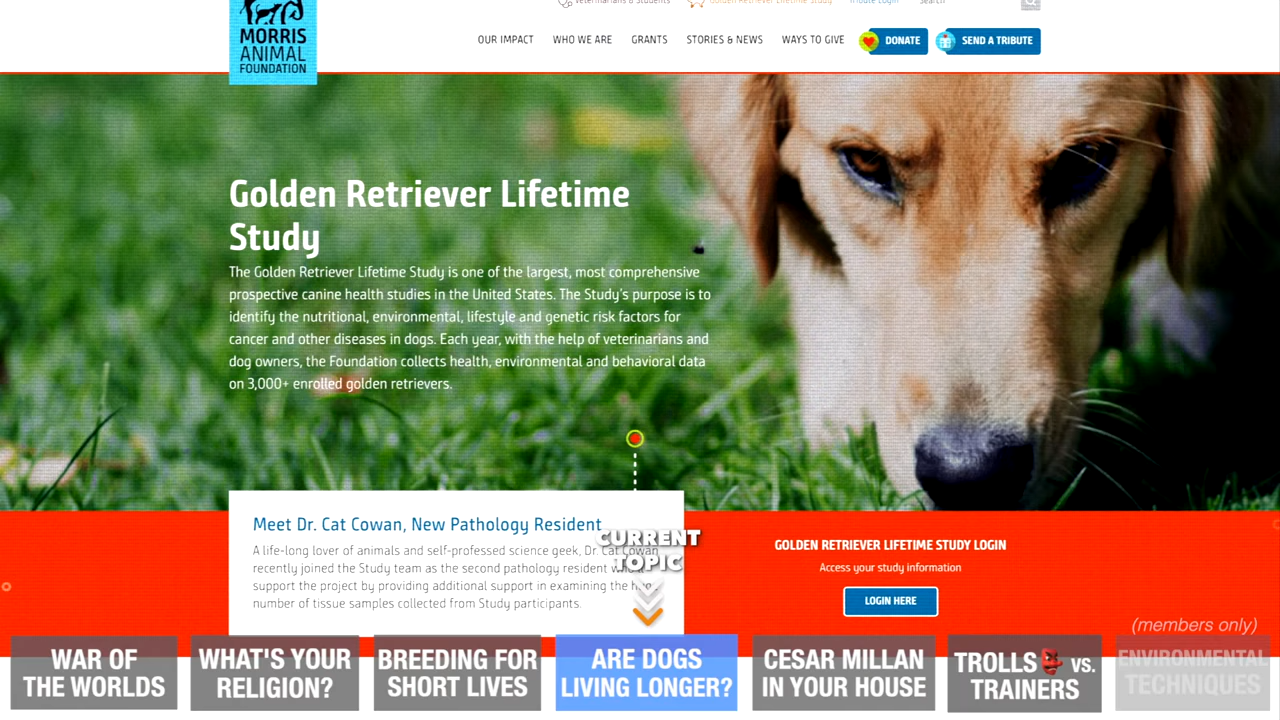 Veterinarians & Students
Golden Retriever Lifetime Study
Tribute Login
Search
MORRIS
ANIMAL
FOUNDATION
OUR IMPACT
WHO WE ARE
GRANTS
STORIES & NEWS
WAYS TO GIVE
DONATE
SEND A TRIBUTE
Golden Retriever Lifetime
Study
The Golden Retriever Lifetime Study is one of the largest, most comprehensive
prospective canine health studies in the United States. The Study's purpose is to
identify the nutritional, environmental, lifestyle and genetic risk factors for
cancer and other diseases in dogs. Each year, with the help of veterinarians and
dog owners, the Foundation collects health, environmental and behavioral data
on 3,000+ enrolled golden retrievers.
Meet Dr. Cat Cowan, New Pathology Resident
A life-long lover of animals and self-professed science geek, Dr. Cat Cowan
recently joined the Study team as the second pathology resident
support the project by providing additional support in examining the
number of tissue samples collected from Study participants.
CURRENT
TOPIC
GOLDEN RETRIEVER LIFETIME STUDY LOGIN
Access your study information
LOGIN HERE
(members only)
WAR OF
THE WORLDS
WHAT'S YOUR
RELIGION?
BREEDING FOR
SHORT LIVES
ARE DOGS
LIVING LONGER?
CESAR MILLAN
IN YOUR HOUSE
TROLLS VS.
TRAINERS
ENVIRONMENTAL
TECHNIQUES